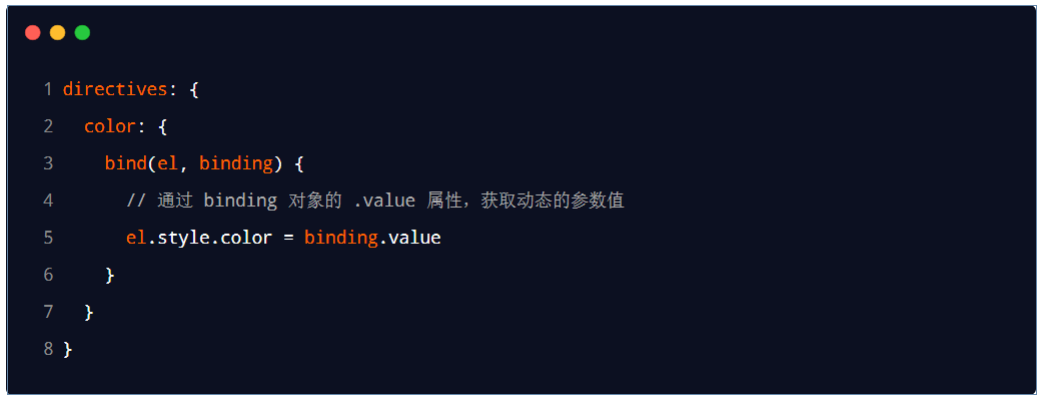 1 directives: {
2   color: {
3     bind(el, binding) {
4       // 通过 binding 对象的 .value 属性，获取动态的参数值
5       el.style.color = binding.value
6     }
7   }
8 }